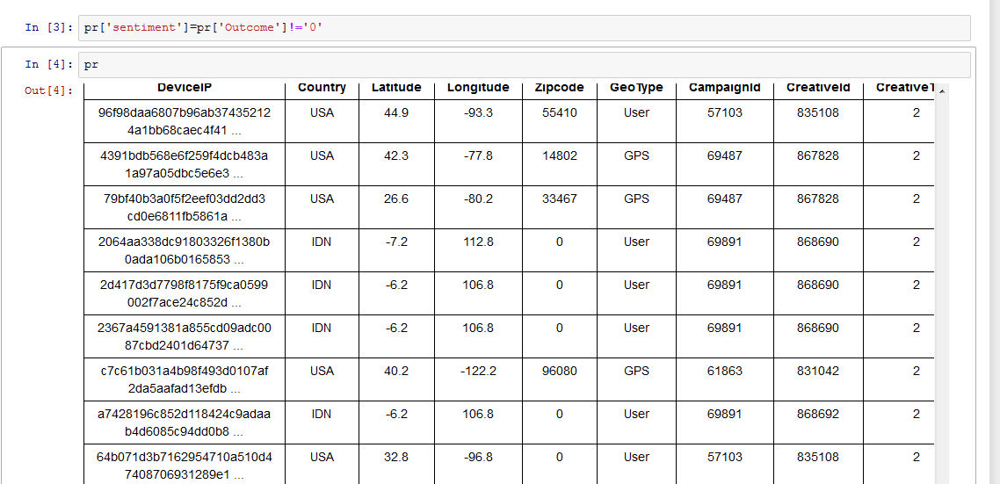 In [3]: pr['sentiment']=pr['Outcome']!='0'
In [4]: pr
Out[4]:
DeviceIP Country Latitude Longitude Zipcode GeoType CampaignId CreativeId CreativeT
96f98daa6807b96ab37435212 USA 44.9 -93.3 55410 User 57103 835108 2
4a1bb68caec4f41 ...
4391bdb568e6f259f4dcb483a USA 42.3 -77.8 14802 GPS 69487 867828 2
1a97a05dbc5e6e3 ...
79bf40b3a0f5f2eef03dd2dd3 USA 26.6 -80.2 33467 GPS 69487 867828 2
cd0e6811fb5861a ...
2064aa338dc91803326f1380b IDN -7.2 112.8 0 User 69891 868690 2
0ada106b0165853 ...
2d417d3d7798f8175f9ca0599 IDN -6.2 106.8 0 User 69891 868690 2
002f7ace24c852d ...
2367a4591381a855cd09adc00 IDN -6.2 106.8 0 User 69891 868690 2
87cbd2401d64737 ...
c7c61b031a4b98f493d0107af USA 40.2 -122.2 96080 GPS 61863 831042 2
2da5aafad13efdb ...
a7428196c852d118424c9adaa IDN -6.2 106.8 0 User 69891 868692 2
b4d6085c94dd0b8 ...
64b071d3b7162954710a510d4 USA 32.8 -96.8 0 User 57103 835108 2
7408706931289e1 ...